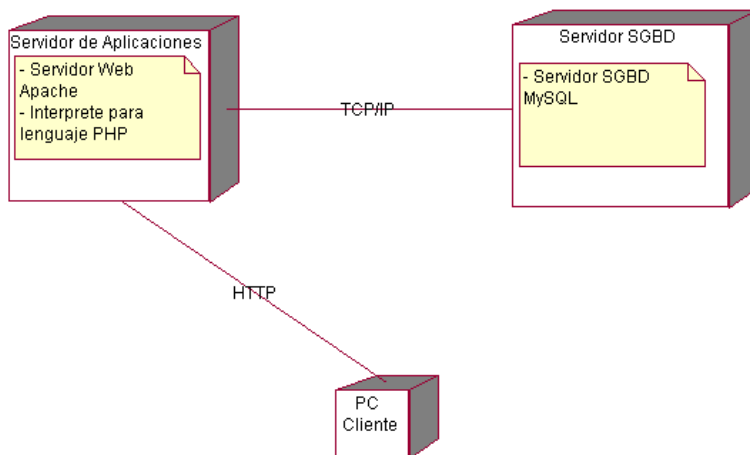 Servidor de Aplicaciones
- Servidor Web
Apache
- Interprete para
lenguaje PHP
TCP/IP
Servidor SGBD
- Servidor SGBD
MySQL
HTTP
PC
Cliente